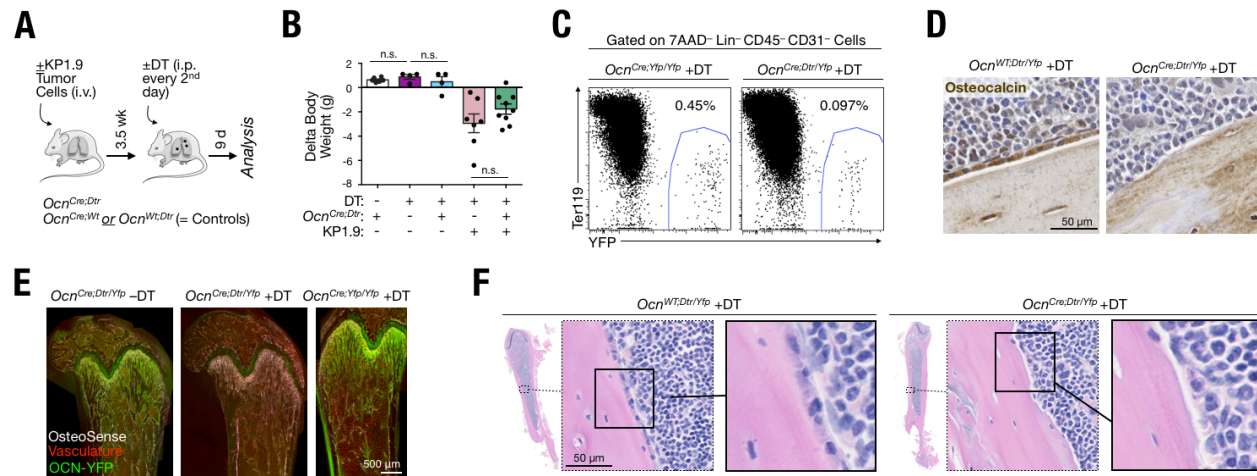 A
±KP1.9
Tumor
Cells (i.v.)
±DT (i.p.
every 2nd
day)
3.5 wk
9 d
Analysis
OcnCre;Dtr
OcnCre;Wt or OcnWt;Dtr (= Controls)
B
n.s. n.s.
Delta Body
Weight (g)
2
0
-2
-4
-6
-8
n.s.
DT: - + + + +
OcnCre;Dtr: + - + - +
KP1.9: - - - + +
C
Gated on 7AAD– Lin– CD45– CD31– Cells
OcnCre;Yfp/Yfp +DT OcnCre;Dtr/Yfp +DT
0.45% 0.097%
Ter119
YFP
D
OcnWT;Dtr/Yfp +DT OcnCre;Dtr/Yfp +DT
Osteocalcin
50 µm
E
OcnCre;Dtr/Yfp –DT OcnCre;Dtr/Yfp +DT OcnCre;Yfp/Yfp +DT
OsteoSense
Vasculature
OCN-YFP
500 µm
F
OcnWT;Dtr/Yfp +DT OcnCre;Dtr/Yfp +DT
50 µm